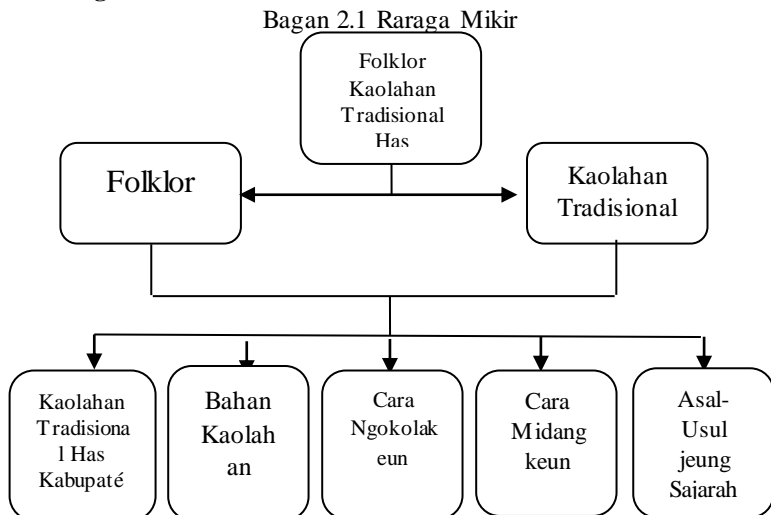 Bagan 2.1 Raraga Mikir
Folklor
Kaolahan
Tradisional
Has
Folklor
Kaolahan
Tradisional
Kaolahan
Tradisiona
l Has
Kabupaté
Bahan
Kaolah
an
Cara
Ngokolak
eun
Cara
Midang
keun
Asal-
Usul
jeung
Sajarah